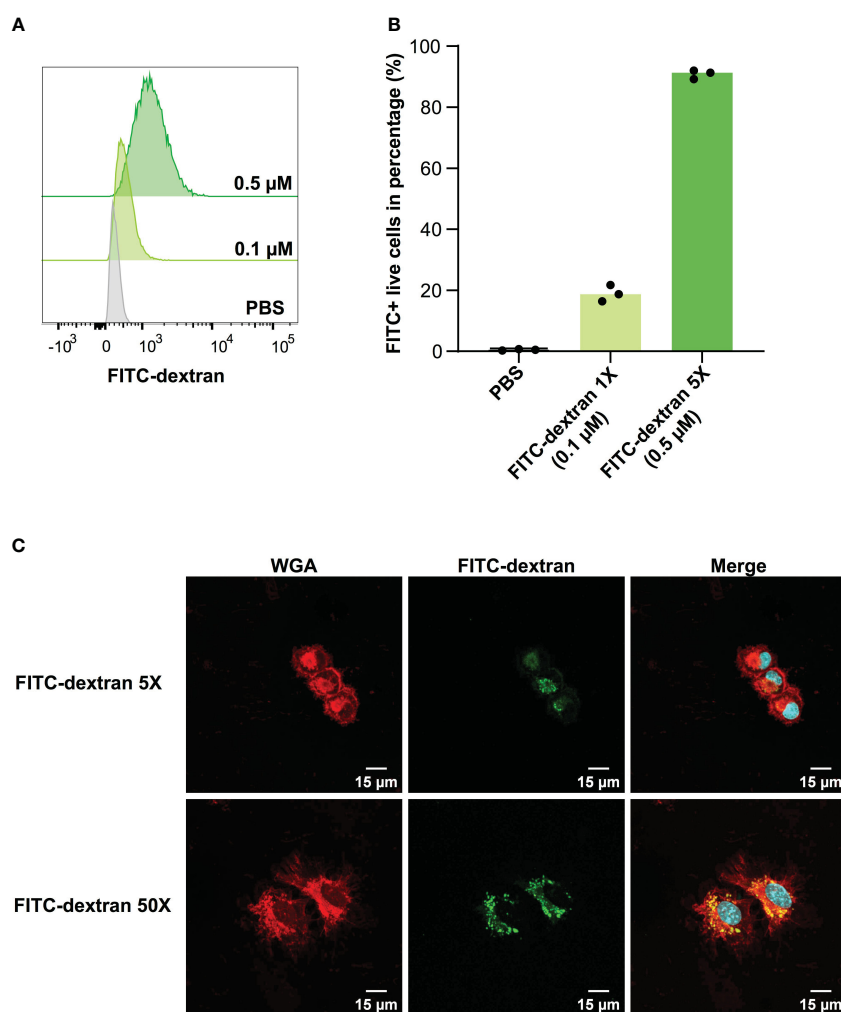 A
0.5 µM
0.1 µM
PBS
-10³ 0 10³ 10⁴ 10⁵
FITC-dextran
B
FITC+ live cells in percentage (%)
100
80
60
40
20
0
PBS
FITC-dextran 1X
(0.1 µM)
FITC-dextran 5X
(0.5 µM)
C
WGA FITC-dextran Merge
FITC-dextran 5X
15 µm 15 µm 15 µm
FITC-dextran 50X
15 µm 15 µm 15 µm